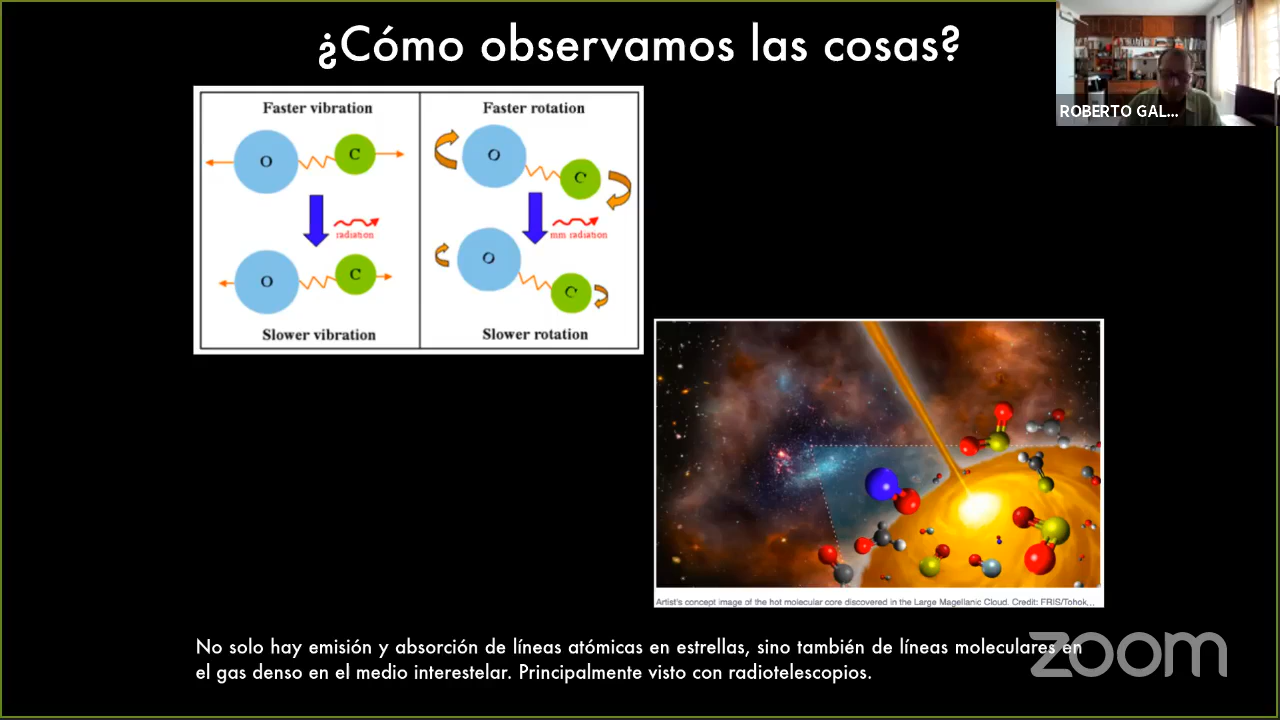 ¿Cómo observamos las cosas?
ROBERTO GAL...
Faster vibration
Faster rotation
O
C
O
C
radiation
mm radiation
O
C
O
C
Slower vibration
Slower rotation
Artist's concept image of the hot molecular core discovered in the Large Magellanic Cloud. Credit: FRIS/Tohok...
No solo hay emisión y absorción de líneas atómicas en estrellas, sino también de líneas moleculares en
el gas denso en el medio interestelar. Principalmente visto con radiotelescopios.
zoom